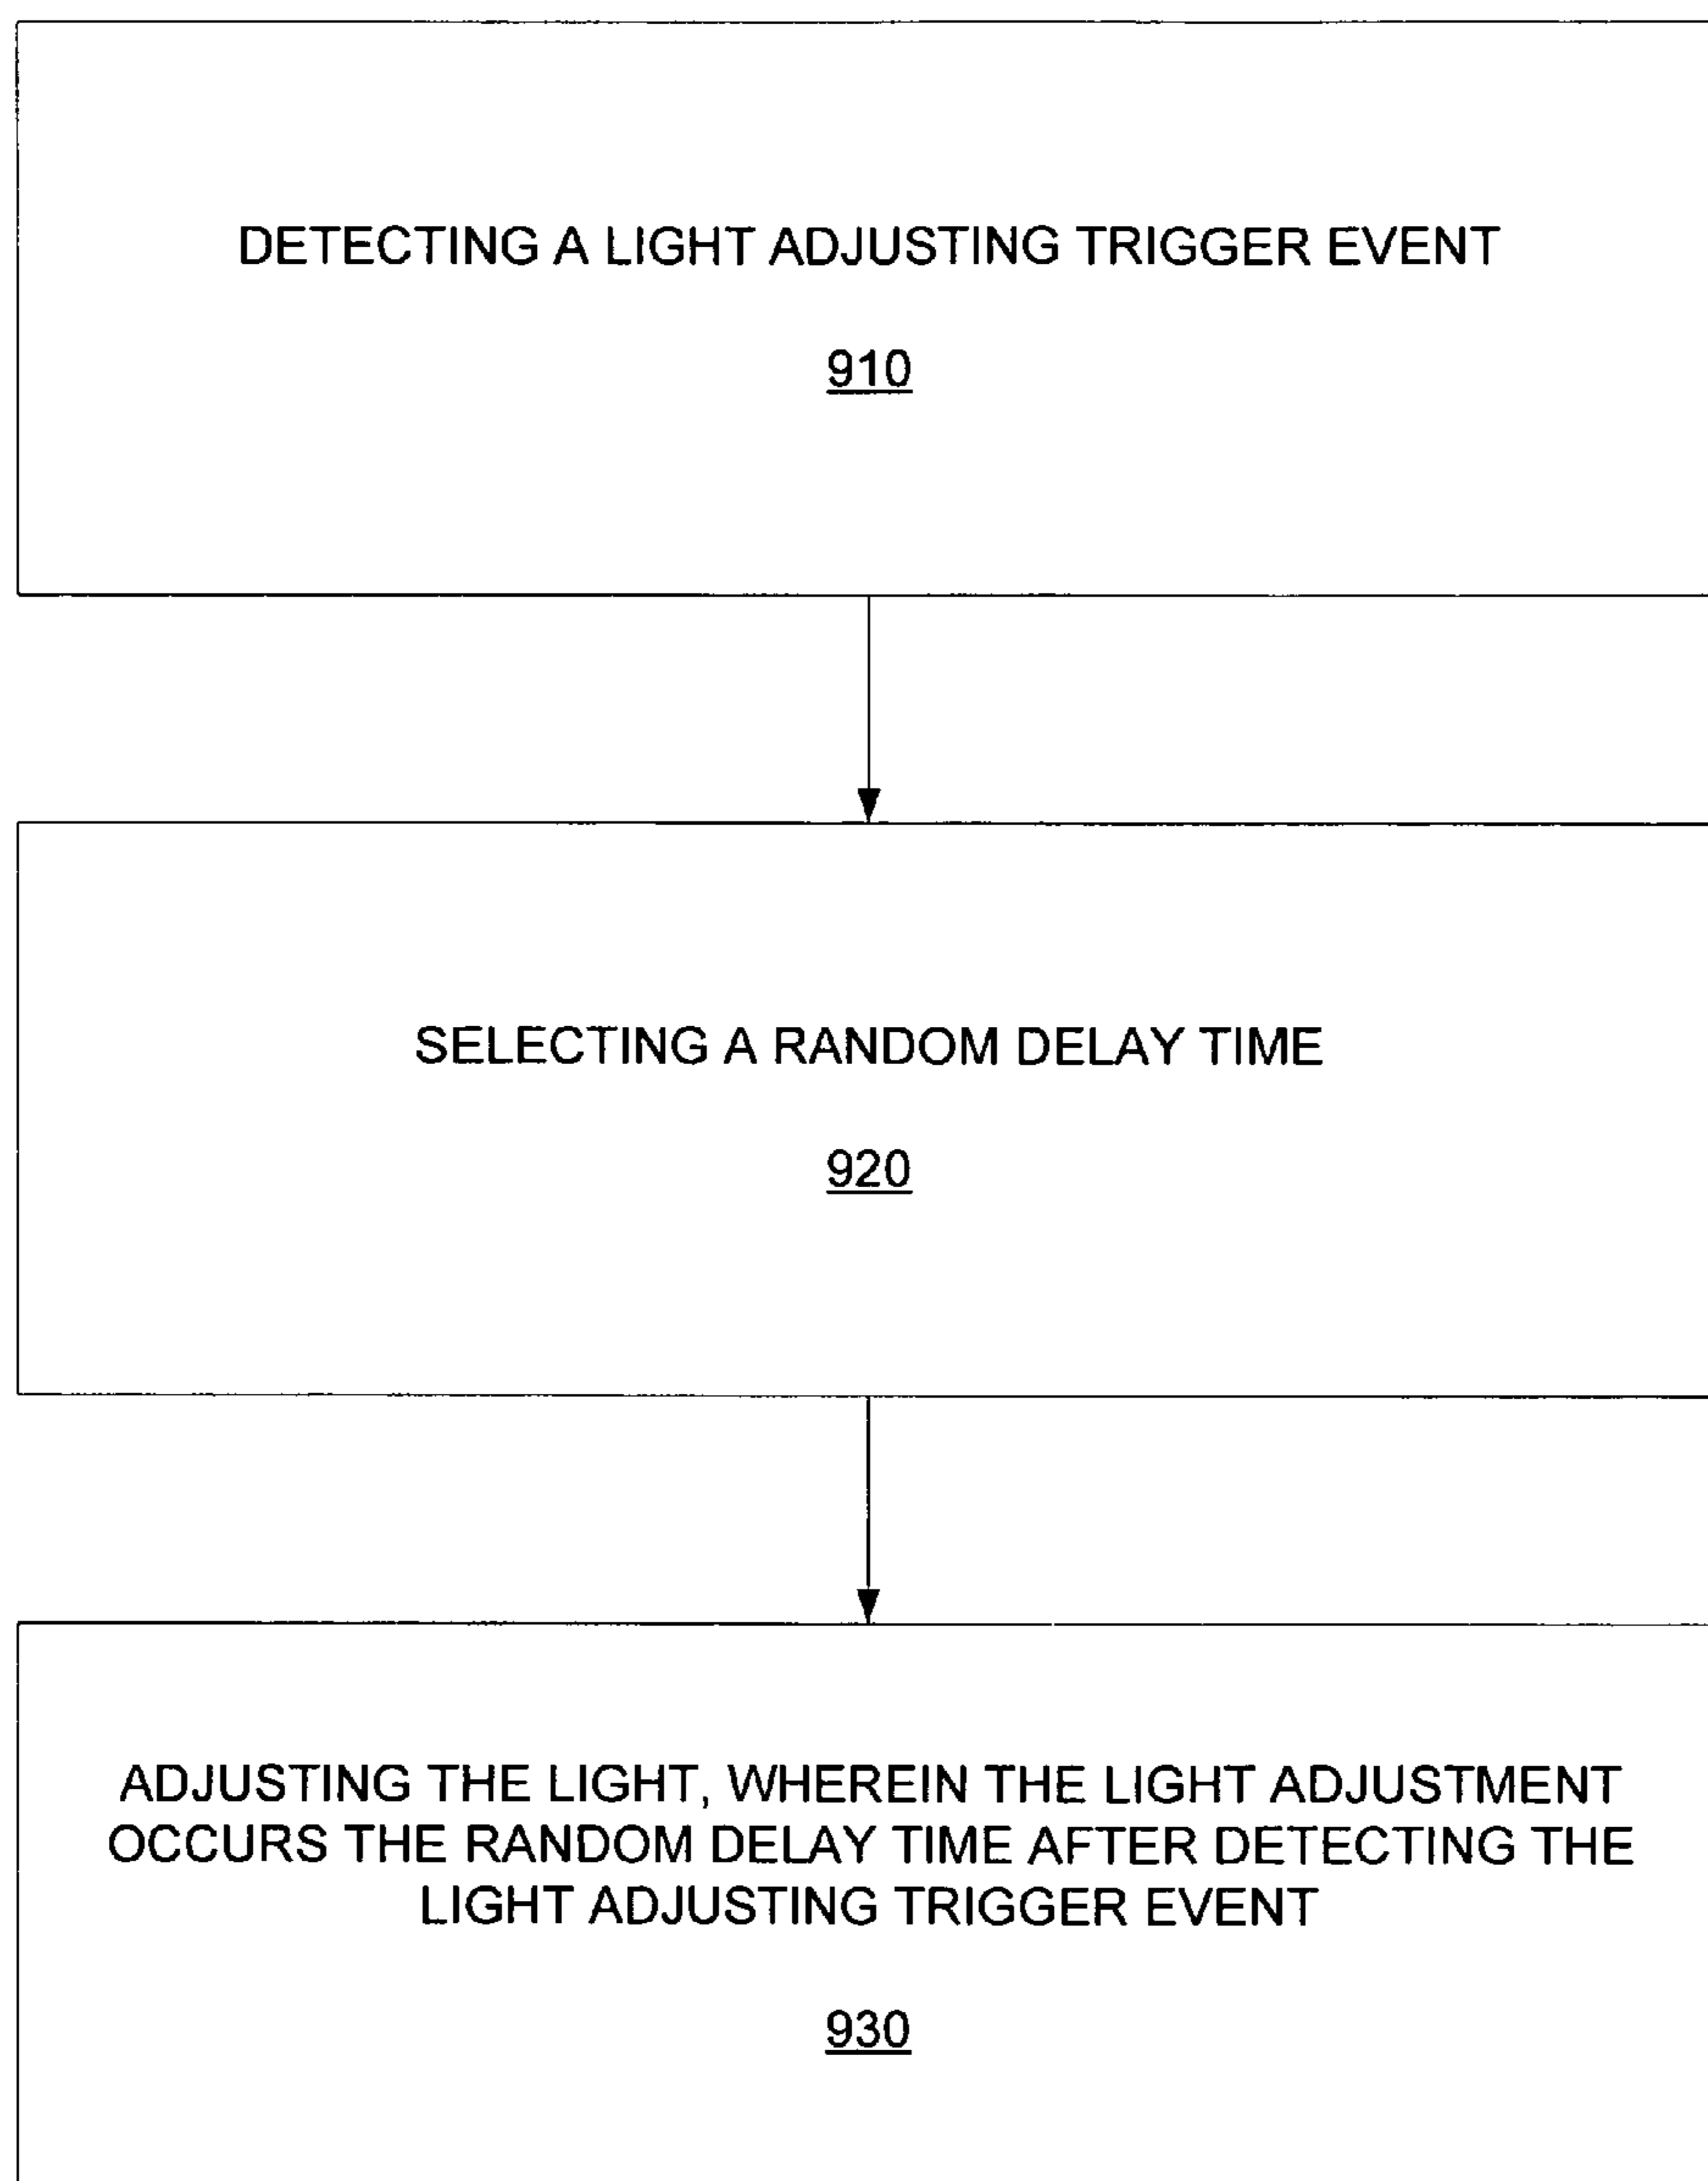 DETECTING A LIGHT ADJUSTING TRIGGER EVENT
910
SELECTING A RANDOM DELAY TIME
920
ADJUSTING THE LIGHT, WHEREIN THE LIGHT ADJUSTMENT
OCCURS THE RANDOM DELAY TIME AFTER DETECTING THE
LIGHT ADJUSTING TRIGGER EVENT
930